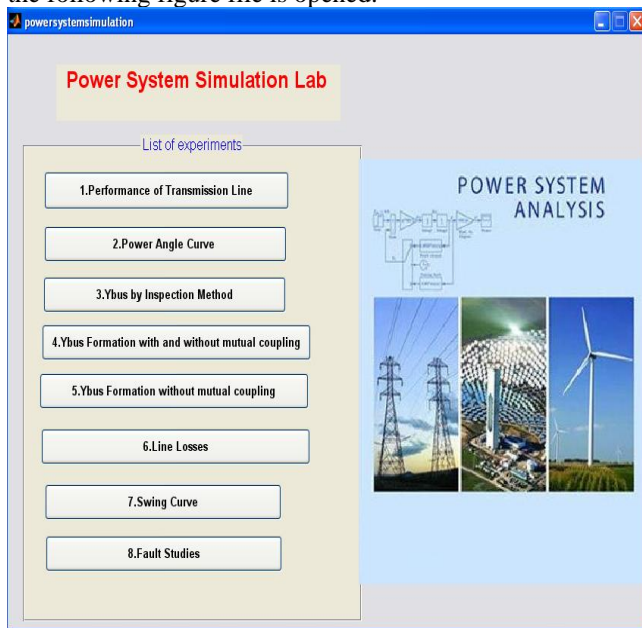 the following figure file is opened.
powersystemsimulation
Power System Simulation Lab
List of experiments
1.Performance of Transmission Line
2.Power Angle Curve
3.Ybus by Inspection Method
4.Ybus Formation with and without mutual coupling
5.Ybus Formation without mutual coupling
6.Line Losses
7.Swing Curve
8.Fault Studies
POWER SYSTEM
ANALYSIS